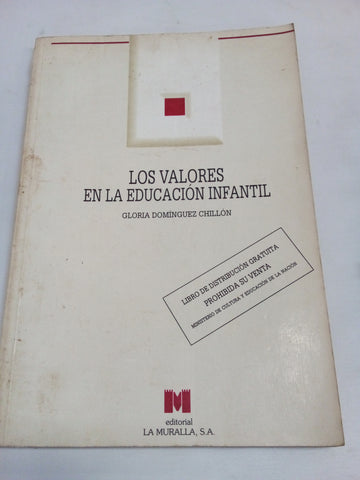 LOS VALORES
EN LA EDUCACIÓN INFANTIL
GLORIA DOMÍNGUEZ CHILLÓN
LIBRO DE DISTRIBUCIÓN GRATUITA
PROHIBIDA SU VENTA
MINISTERIO DE CULTURA Y EDUCACIÓN DE LA NACIÓN
editorial
LA MURALLA, S.A.